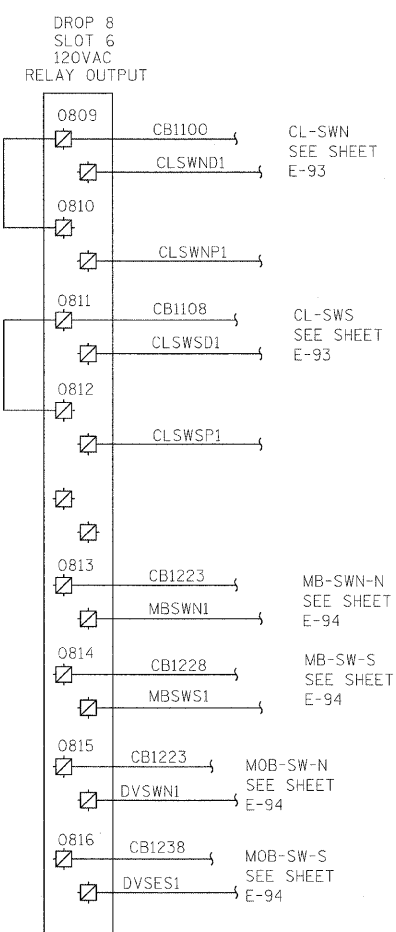 DROP 8
SLOT 6
120VAC
RELAY OUTPUT
0809
CB1100
CL-SWN
SEE SHEET
E-93
CLSWND1
0810
CLSWNP1
0811
CB1108
CL-SWS
SEE SHEET
E-93
CLSWSD1
0812
CLSWSP1
0813
CB1223
MB-SWN-N
SEE SHEET
E-94
MBSWN1
0814
CB1228
MB-SW-S
SEE SHEET
E-94
MBSWS1
0815
CB1223
MOB-SW-N
SEE SHEET
E-94
DVSWN1
0816
CB1238
MOB-SW-S
SEE SHEET
E-94
DVSES1